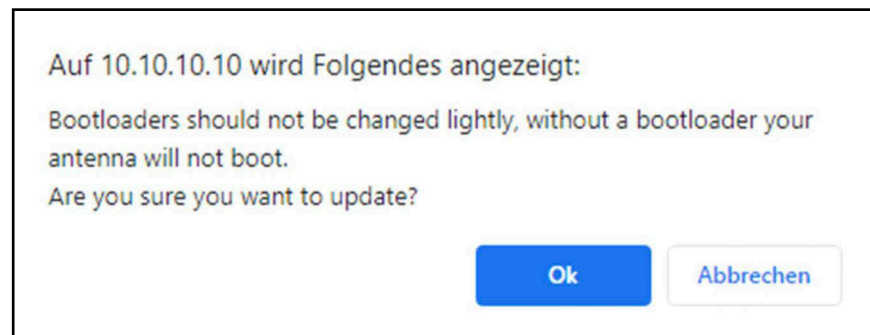 Auf 10.10.10.10 wird Folgendes angezeigt:
Bootloaders should not be changed lightly, without a bootloader your
antenna will not boot.
Are you sure you want to update?
Ok
Abbrechen